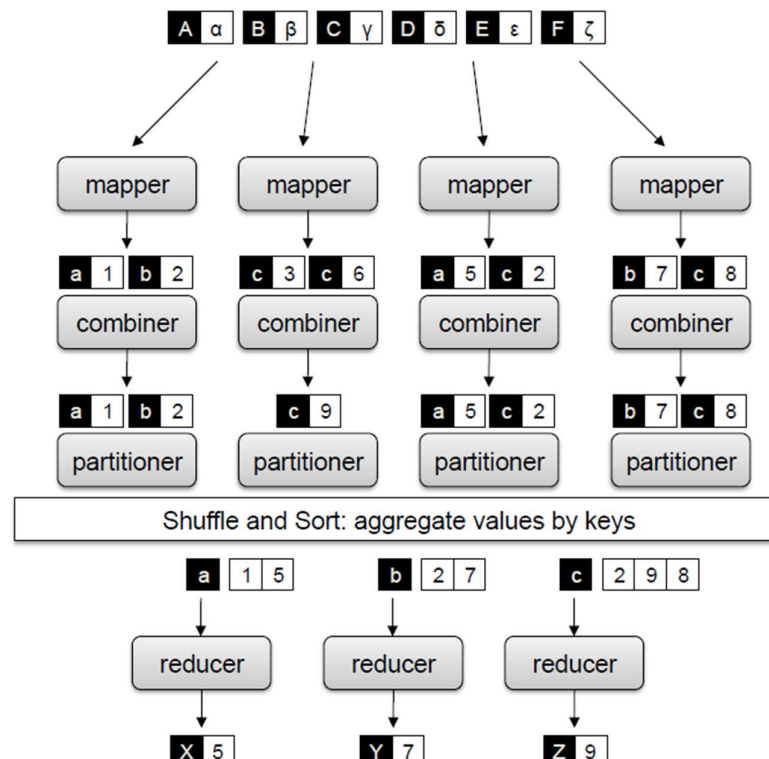 A α B β C γ D δ E ε F ζ
mapper mapper mapper mapper
a 1 b 2 c 3 c 6 a 5 c 2 b 7 c 8
combiner combiner combiner combiner
a 1 b 2 c 9 a 5 c 2 b 7 c 8
partitioner partitioner partitioner partitioner
Shuffle and Sort: aggregate values by keys
a 1 5 b 2 7 c 2 9 8
reducer reducer reducer
X 5 Y 7 Z 9